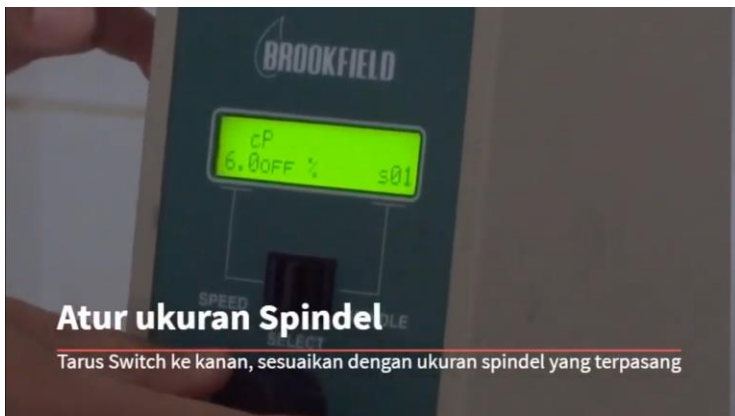 BROOKFIELD
cP
6.0OFF % s01
SPEED
SELECT
Atur ukuran Spindel
Tarus Switch ke kanan, sesuaikan dengan ukuran spindel yang terpasang